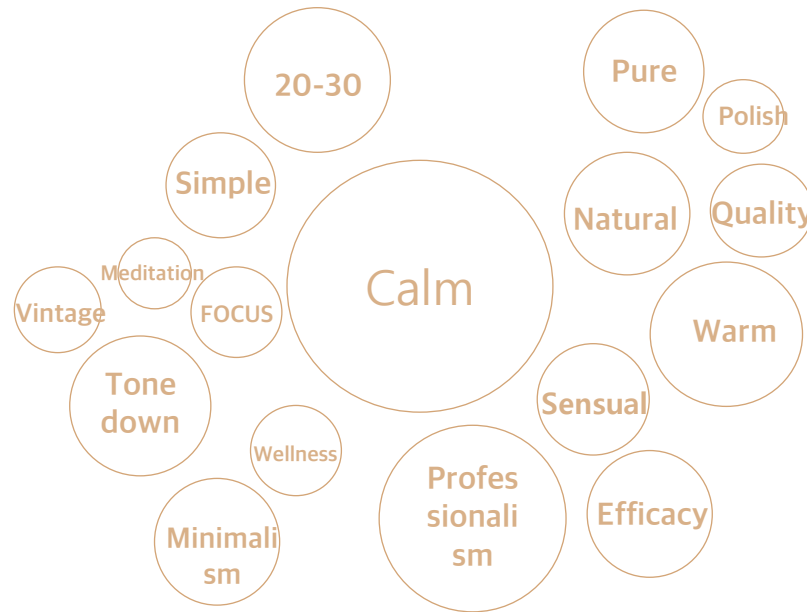 20-30
Pure
Polish
Simple
Natural
Quality
Meditation
Calm
Vintage
FOCUS
Warm
Tone
down
Sensual
Wellness
Profes
sionali
sm
Efficacy
Minimali
sm